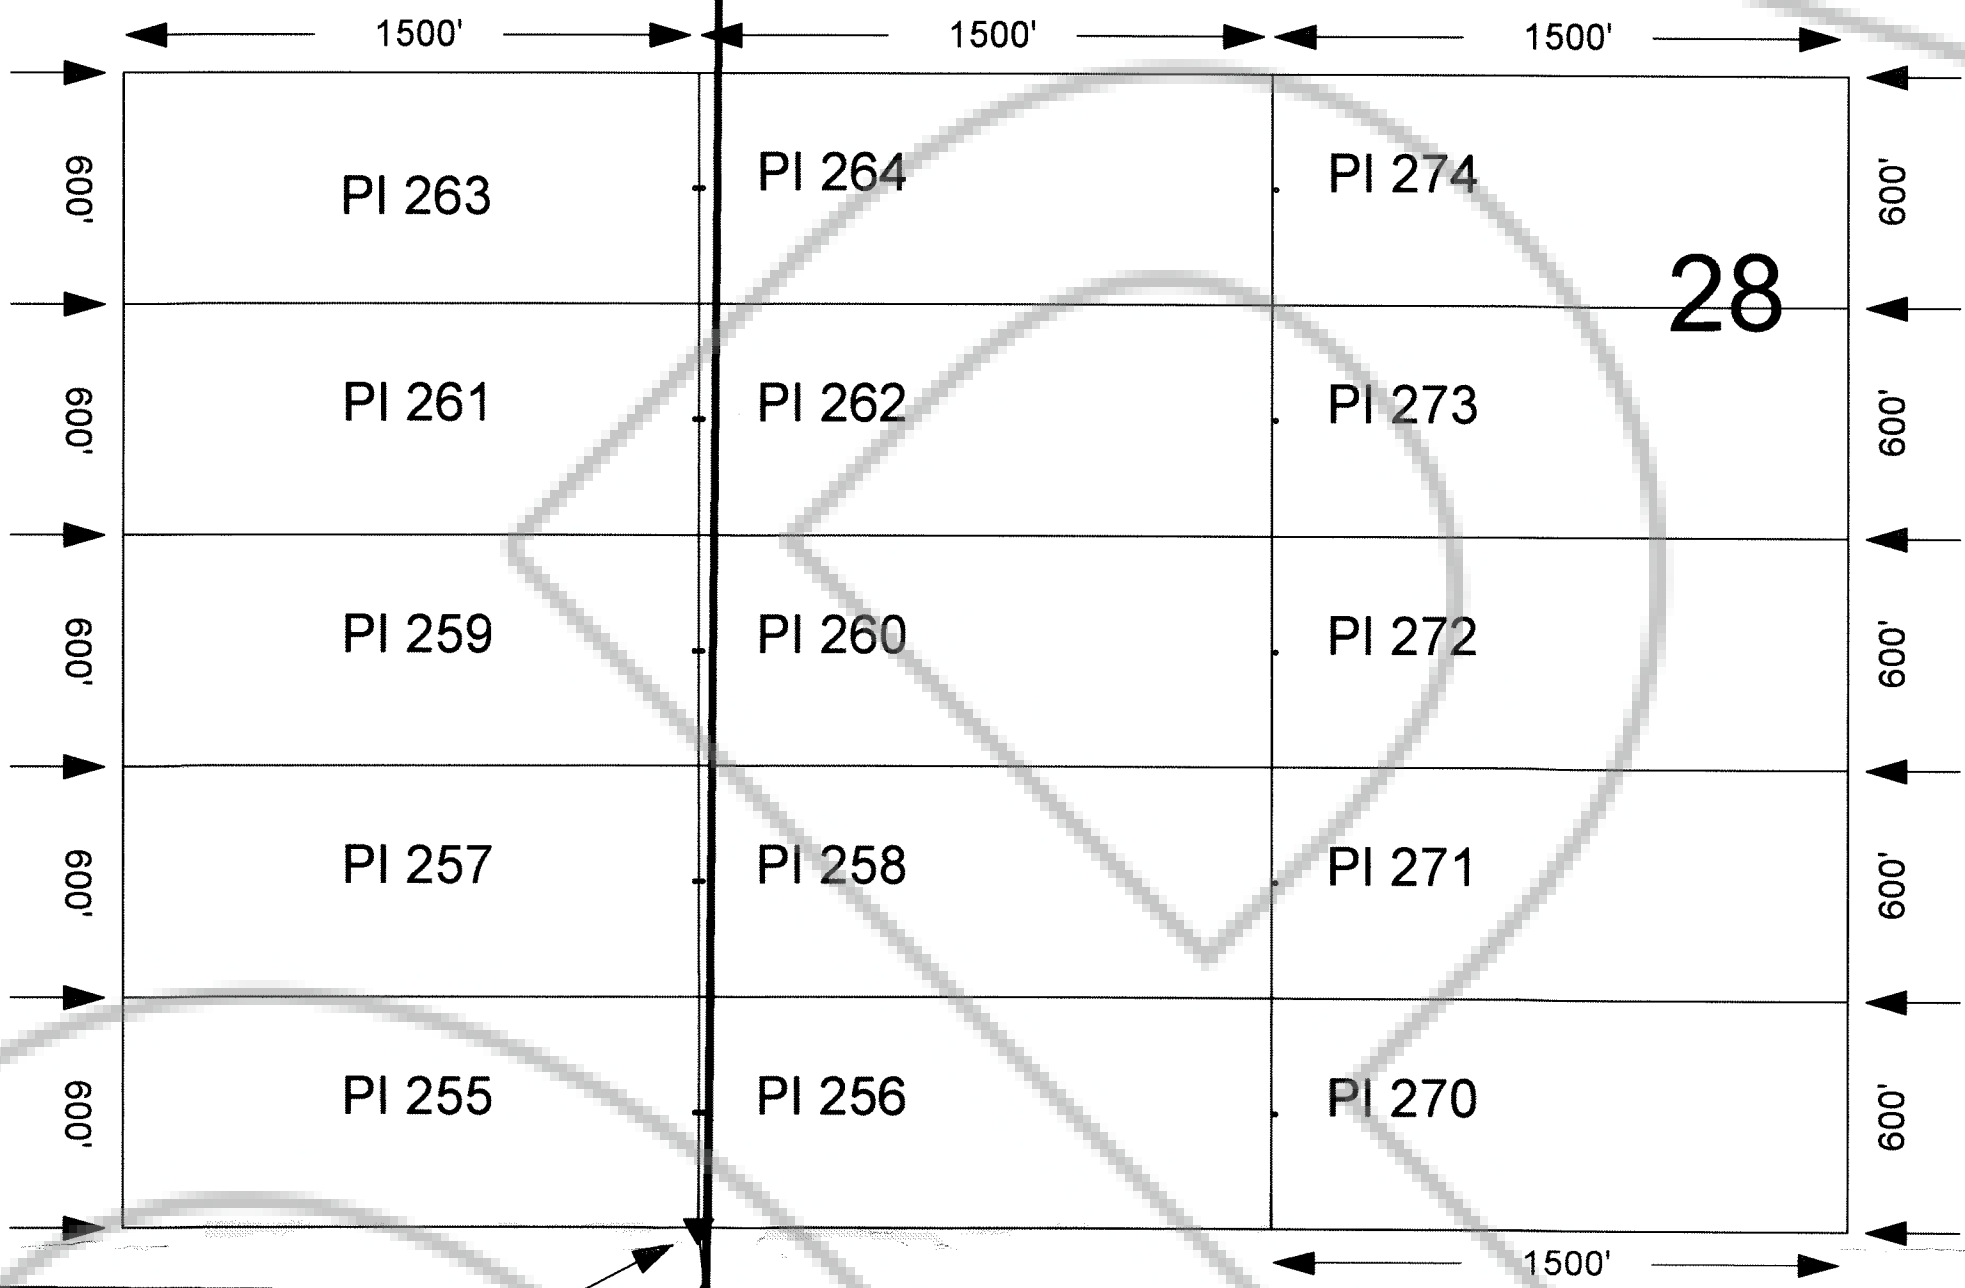 1500' 1500' 1500'
600' PI 263 PI 264 PI 274 600'
28
600' PI 261 PI 262 PI 273 600'
600' PI 259 PI 260 PI 272 600'
600' PI 257 PI 258 PI 271 600'
600' PI 255 PI 256 PI 270 600'
1500'